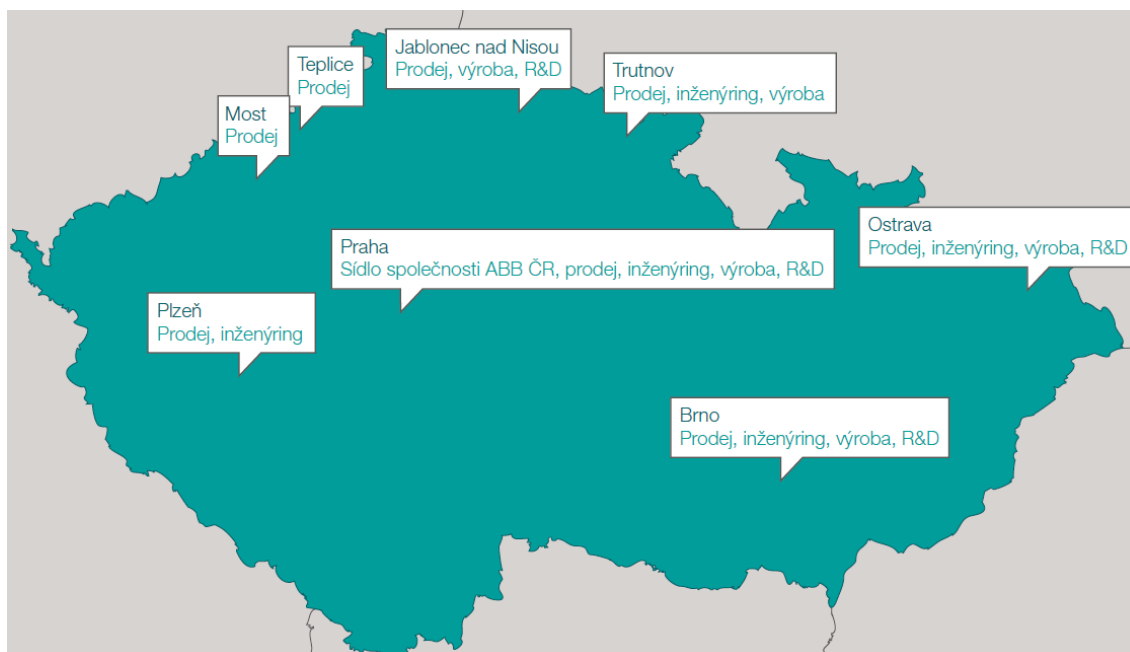 Jablonec nad Nisou
Prodej, výroba, R&D
Teplice
Prodej
Trutnov
Prodej, inženýring, výroba
Most
Prodej
Ostrava
Prodej, inženýring, výroba, R&D
Praha
Sídlo společnosti ABB ČR, prodej, inženýring, výroba, R&D
Plzeň
Prodej, inženýring
Brno
Prodej, inženýring, výroba, R&D